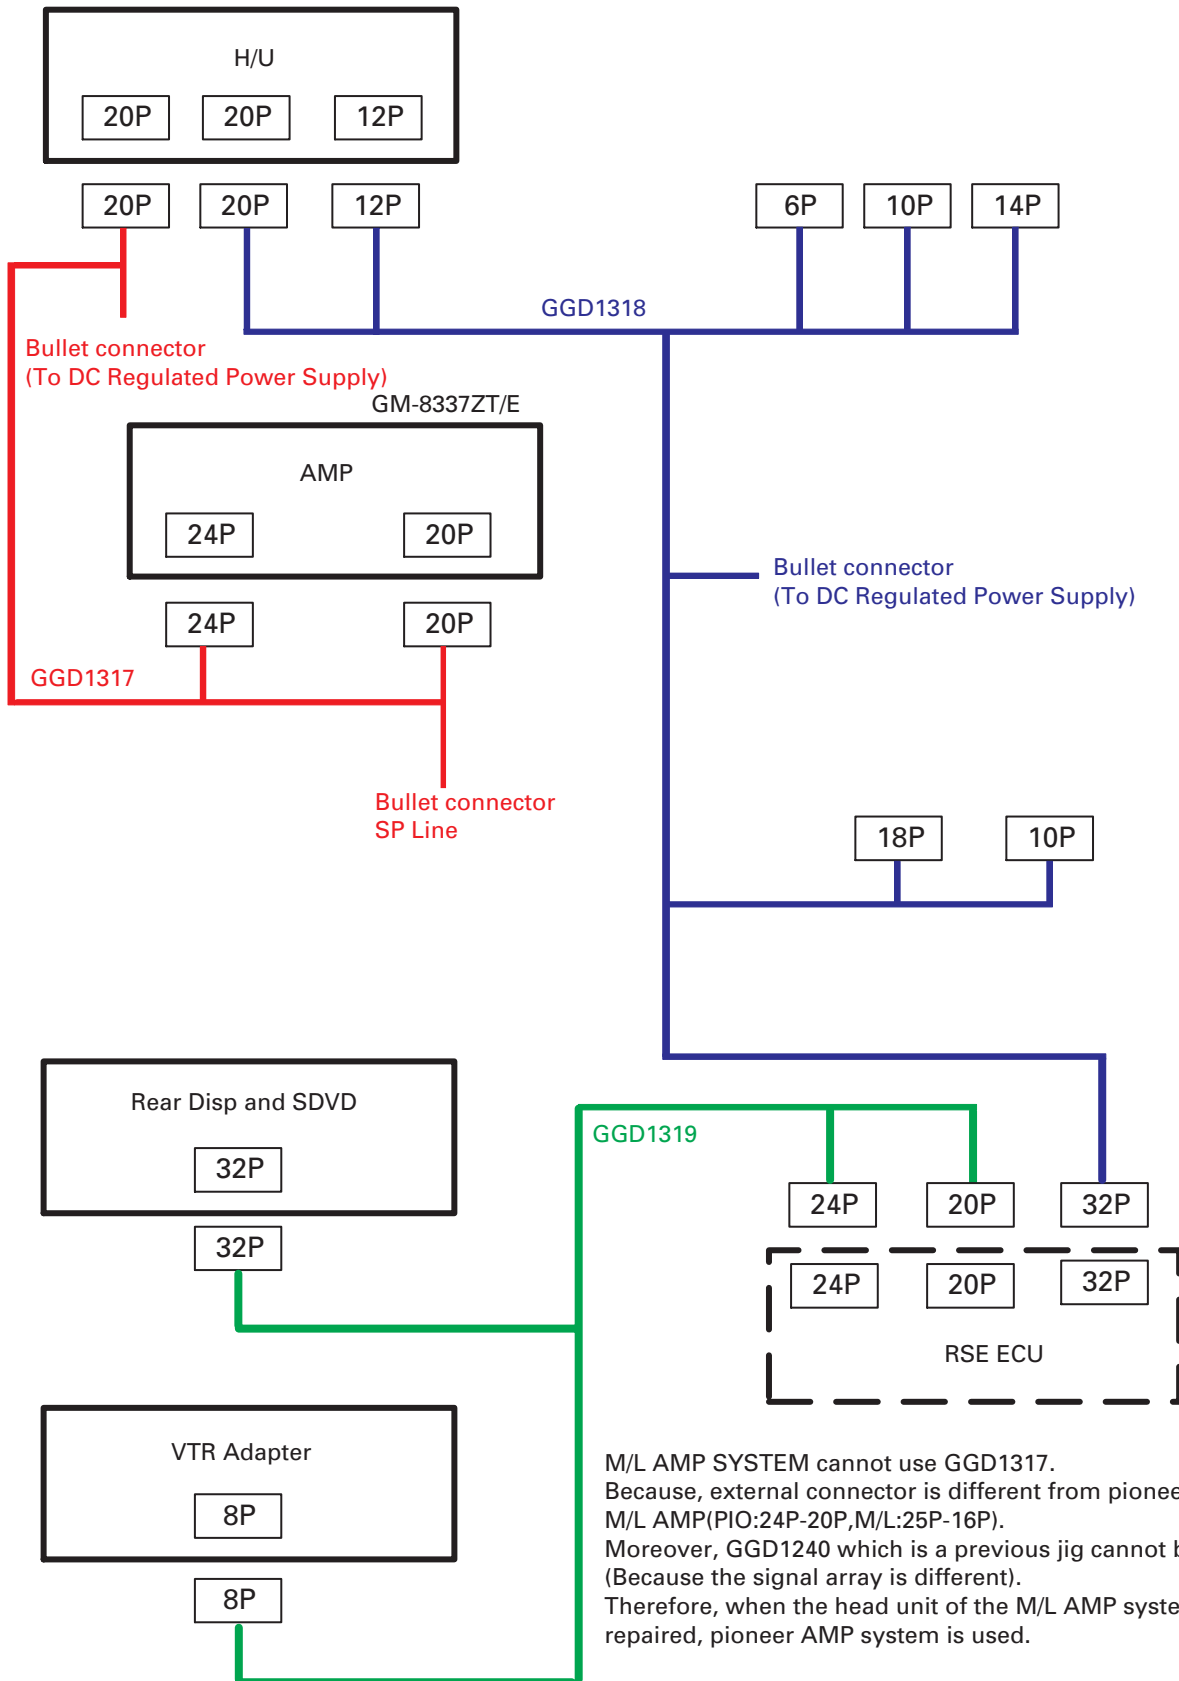 H/U
20P 20P 12P
20P 20P 12P
6P 10P 14P
GGD1318
Bullet connector
(To DC Regulated Power Supply)
GM-8337ZT/E
AMP
24P 20P
24P 20P
GGD1317
Bullet connector
SP Line
Bullet connector
(To DC Regulated Power Supply)
18P 10P
Rear Disp and SDVD
32P
32P
GGD1319
24P 20P 32P
24P 20P 32P
RSE ECU
VTR Adapter
8P
8P
M/L AMP SYSTEM cannot use GGD1317.
Because, external connector is different from
M/L AMP(PIO:24P-20P,M/L:25P-16P).
Moreover, GGD1240 which is a previous jig cannot
(Because the signal array is different).
Therefore, when the head unit of the M/L AMP
repaired, pioneer AMP system is used.